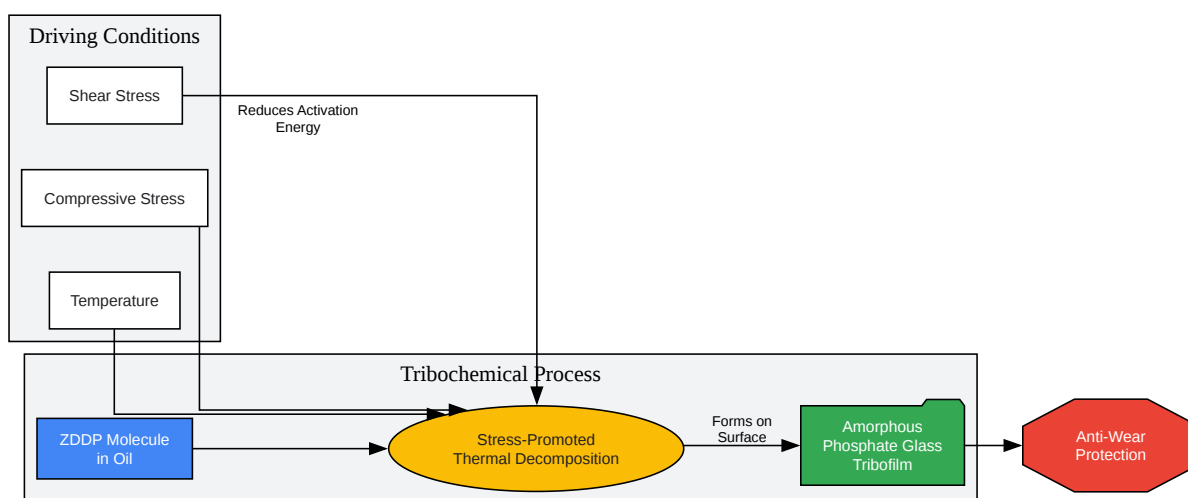 Driving Conditions
Shear Stress
Reduces Activation
Energy
Compressive Stress
Temperature
Tribochemical Process
ZDDP Molecule
in Oil
Stress-Promoted
Thermal Decomposition
Forms on
Surface
Amorphous
Phosphate Glass
Tribofilm
Anti-Wear
Protection